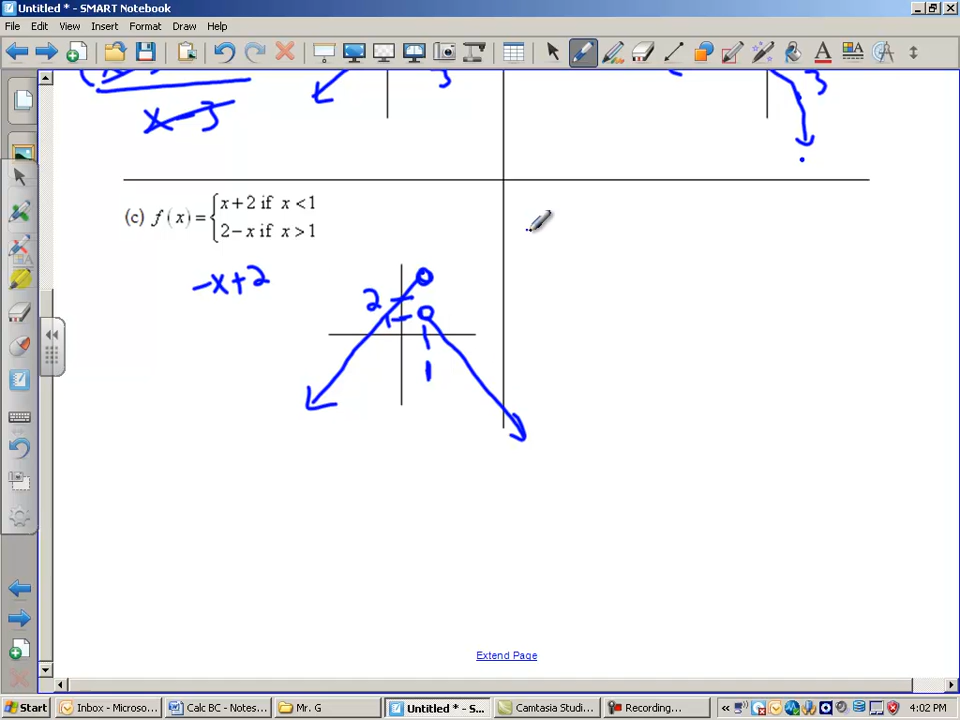 Untitled * - SMART Notebook
File Edit View Insert Format Draw Help
x-3
3
3
(c) f(x) = { x+2 if x <1
2-x if x >1
-x+2
2
1
1
Extend Page
Start
Inbox - Microso...
Calc BC - Notes...
Mr. G
Untitled * - S...
Camtasia Studi...
Recording...
4:02 PM